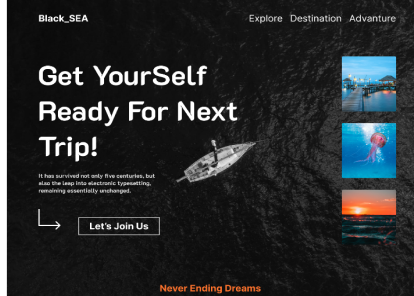 Black_SEA
Explore Destination Advanture
Get YourSelf
Ready For Next
Trip!
It has survived not only five centuries, but
also the leap into electronic typesetting,
remaining essentially unchanged.
Let's Join Us
Never Ending Dreams